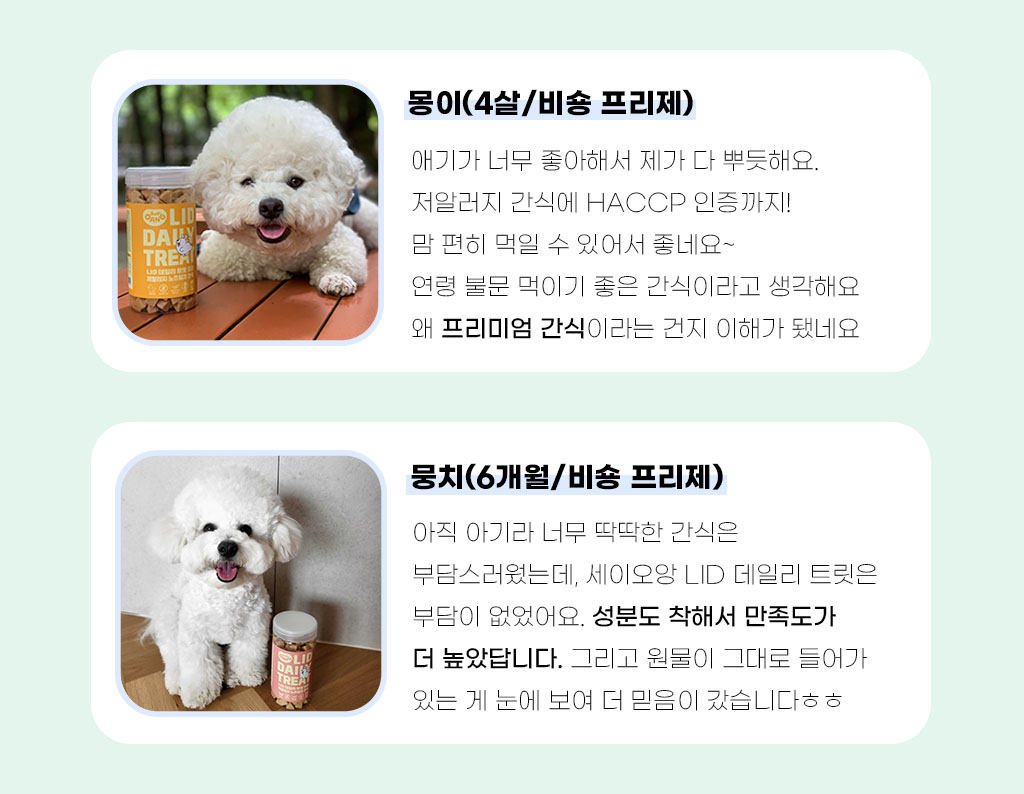 몽이(4살/비숑 프리제)
애기가 너무 좋아해서 제가 다 뿌듯해요.
저알러지 간식에 HACCP 인증까지!
맘 편히 먹일 수 있어서 좋네요~
연령 불문 먹이기 좋은 간식이라고 생각해요
왜 프리미엄 간식이라는 건지 이해가 됐네요
LID
DAILY
TREAT
뭉치(6개월/비숑 프리제)
아직 아기라 너무 딱딱한 간식은
부담스러웠는데, 세이오앙 LID 데일리 트릿은
부담이 없었어요. 성분도 착해서 만족도가
더 높았답니다. 그리고 원물이 그대로 들어가
있는 게 눈에 보여 더 믿음이 갔습니다ㅎㅎ
LID
DAILY
TREAT